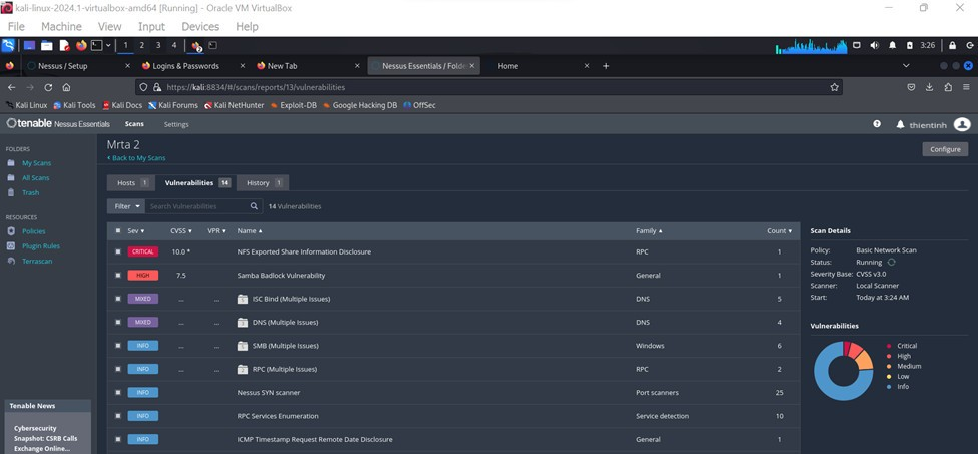 kali-linux-2024.1-virtualbox-amd64 [Running] - Oracle VM VirtualBox
File Machine View Input Devices Help
1 2 3 4 2 3:26
Nessus / Setup Logins & Passwords New Tab Nessus Essentials / Folde Home
https://kali:8834/#/scans/reports/13/vulnerabilities
Kali Linux Kali Tools Kali Docs Kali Forums Kali NetHunter Exploit-DB Google Hacking DB OffSec
tenable Nessus Essentials Scans Settings thientinh
FOLDERS
My Scans
All Scans
Trash
RESOURCES
Policies
Plugin Rules
Terrascan
Tenable News
Cybersecurity
Snapshot: CSRB Calls
Exchange Online...
Mrta 2
Back to My Scans
Configure
Hosts 1 Vulnerabilities 14 History 1
Filter Search Vulnerabilities 14 Vulnerabilities
Sev CVSS VPR Name Family Count
CRITICAL 10.0 * NFS Exported Share Information Disclosure RPC 1
HIGH 7.5 Samba Badlock Vulnerability General 1
MIXED ... ... ISC Bind (Multiple Issues) DNS 5
MIXED ... ... DNS (Multiple Issues) DNS 4
INFO ... ... SMB (Multiple Issues) Windows 6
INFO ... ... RPC (Multiple Issues) RPC 2
INFO Nessus SYN scanner Port scanners 25
INFO RPC Services Enumeration Service detection 10
INFO ICMP Timestamp Request Remote Date Disclosure General 1
Scan Details
Policy: Basic Network Scan
Status: Running
Severity Base: CVSS v3.0
Scanner: Local Scanner
Start: Today at 3:24 AM
Vulnerabilities
Critical
High
Medium
Low
Info